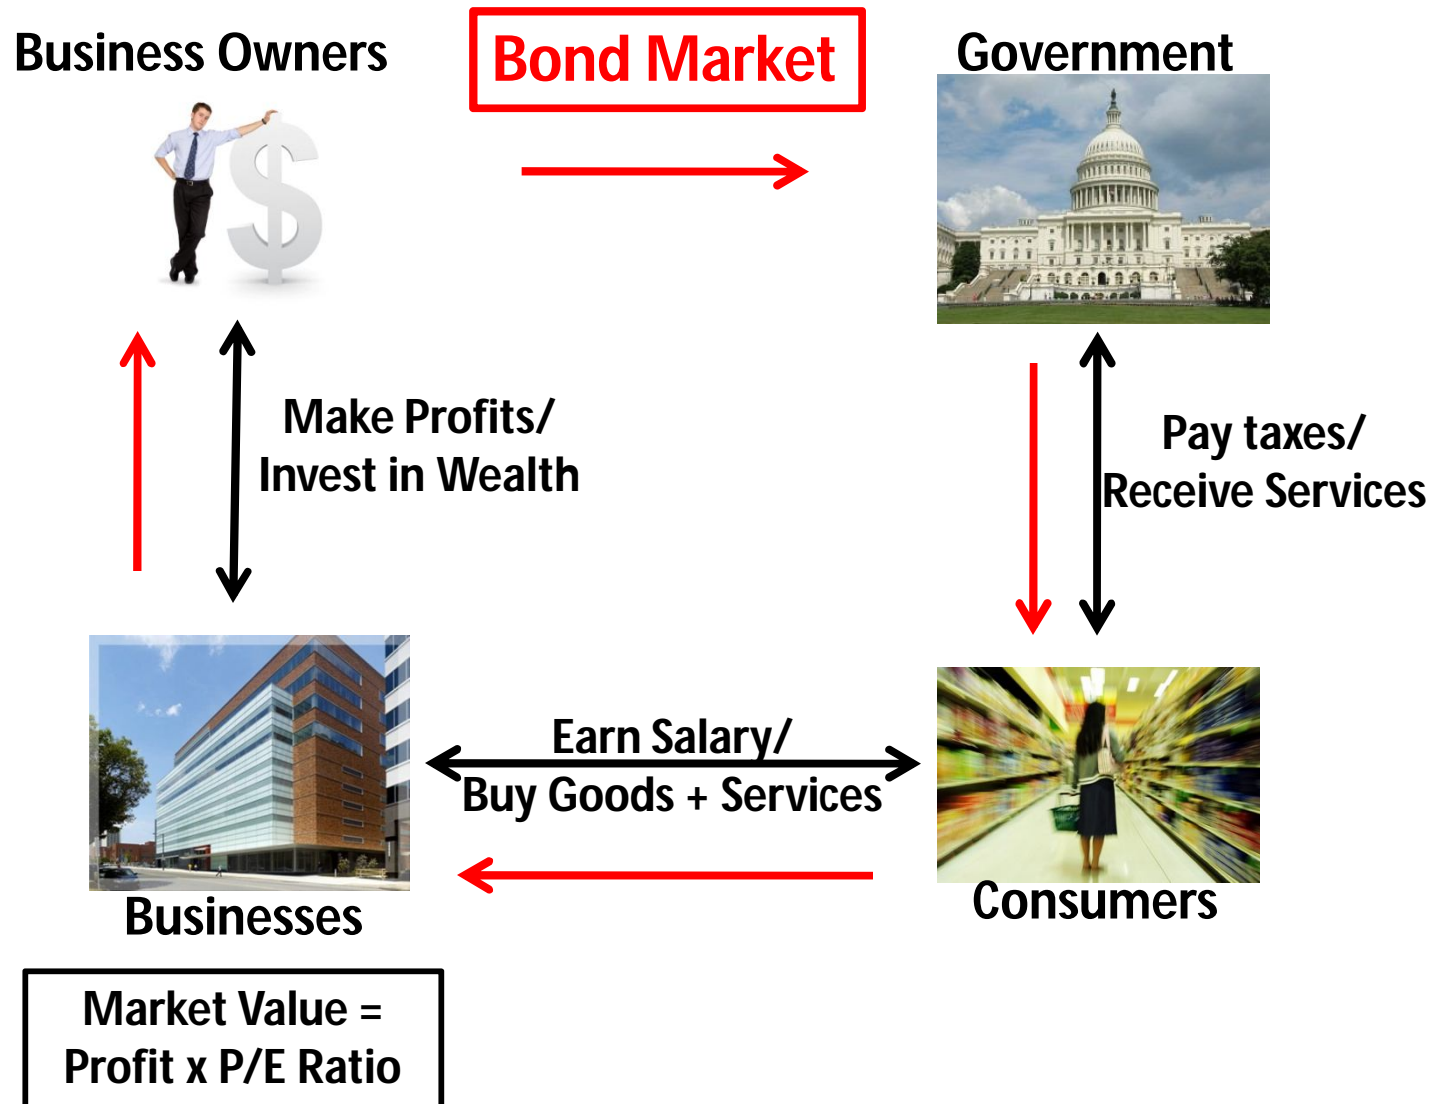 Business Owners
Bond Market
Government
Make Profits/
Invest in Wealth
Pay taxes/
Receive Services
Earn Salary/
Buy Goods + Services
Businesses
Consumers
Market Value =
Profit x P/E Ratio